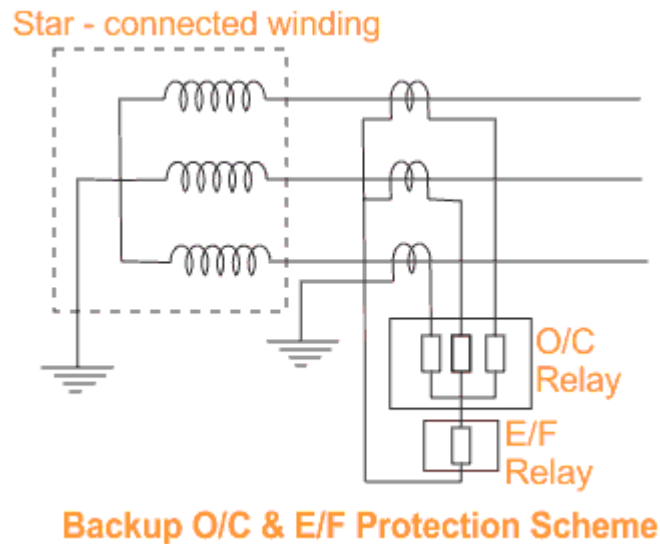 Star - connected winding
O/C
Relay
E/F
Relay
Backup O/C & E/F Protection Scheme